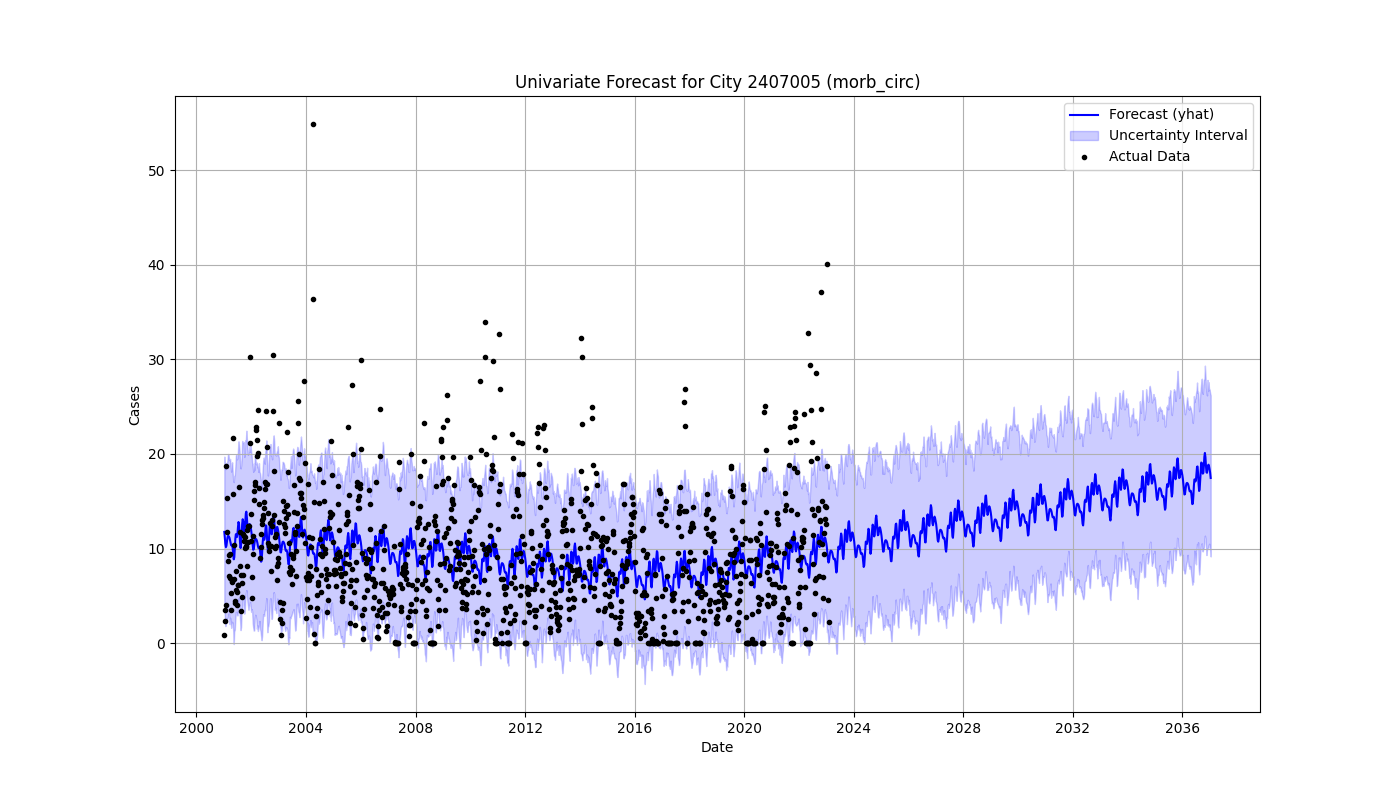 Univariate Forecast for City 2407005 (morb_circ)
Forecast (yhat)
Uncertainty Interval
Actual Data
Cases
50
40
30
20
10
0
2000 2004 2008 2012 2016 2020 2024 2028 2032 2036
Date